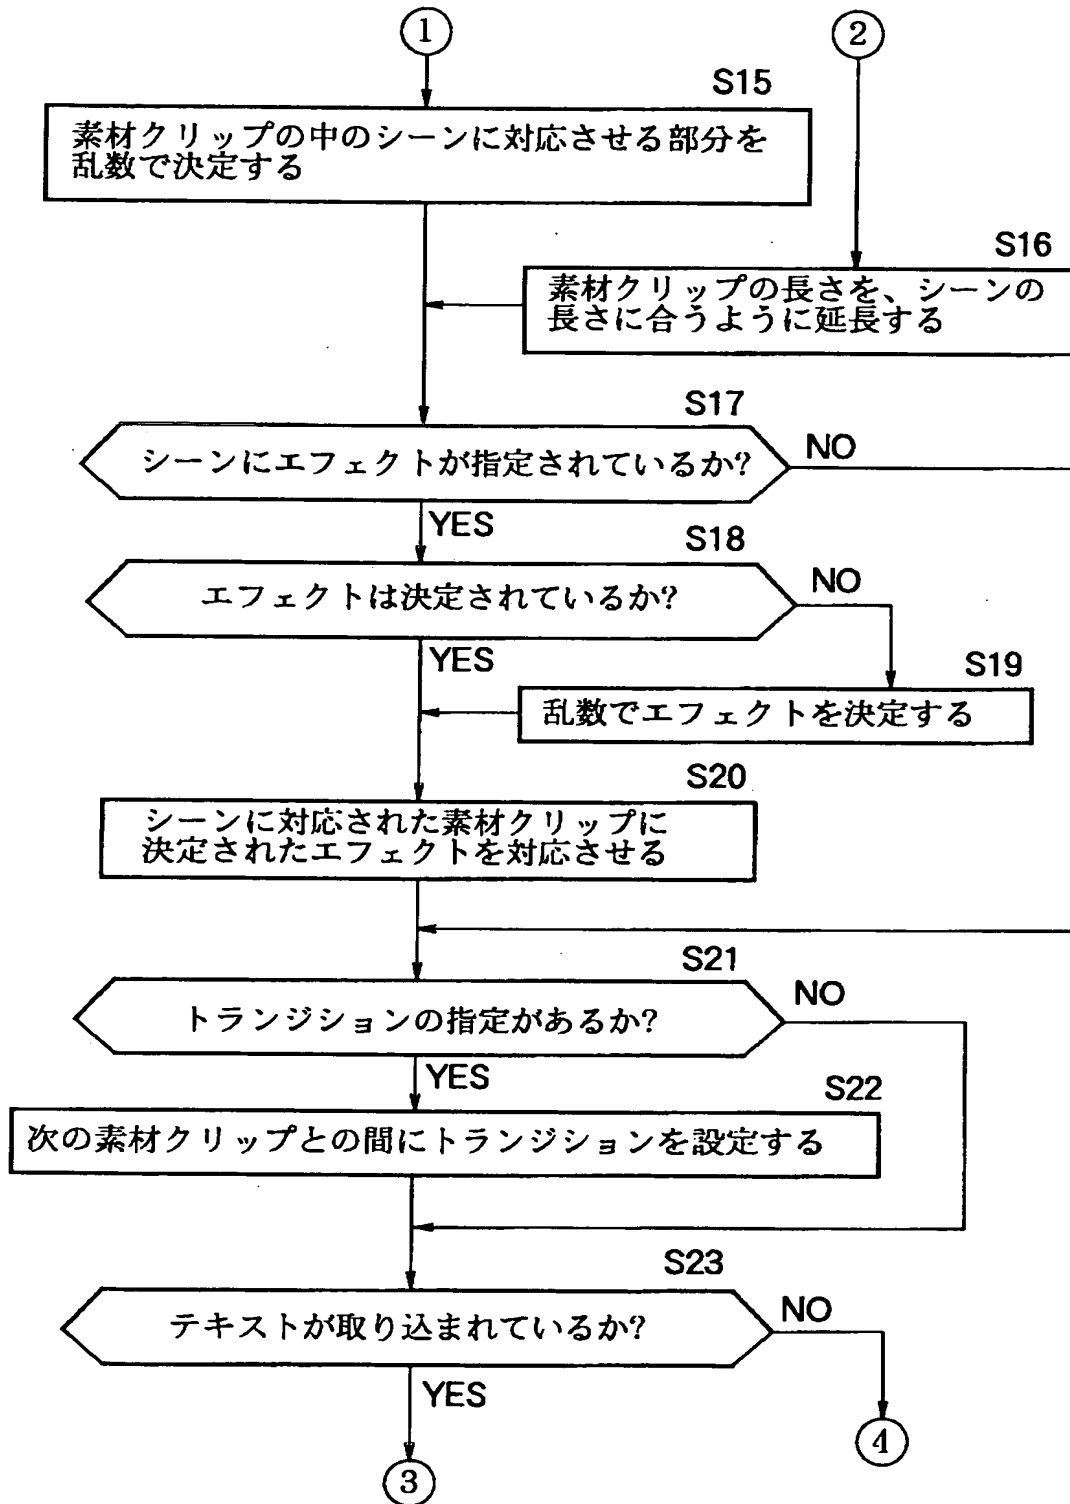 1
2
S15
素材クリップの中のシーンに対応させる部分を
乱数で決定する
S16
素材クリップの長さを、シーンの
長さに合うように延長する
S17
シーンにエフェクトが指定されているか?
NO
YES
S18
エフェクトは決定されているか?
NO
YES
S19
乱数でエフェクトを決定する
S20
シーンに対応された素材クリップに
決定されたエフェクトを対応させる
S21
トランジションの指定があるか?
NO
YES
S22
次の素材クリップとの間にトランジションを設定する
S23
テキストが取り込まれているか?
NO
YES
4
3